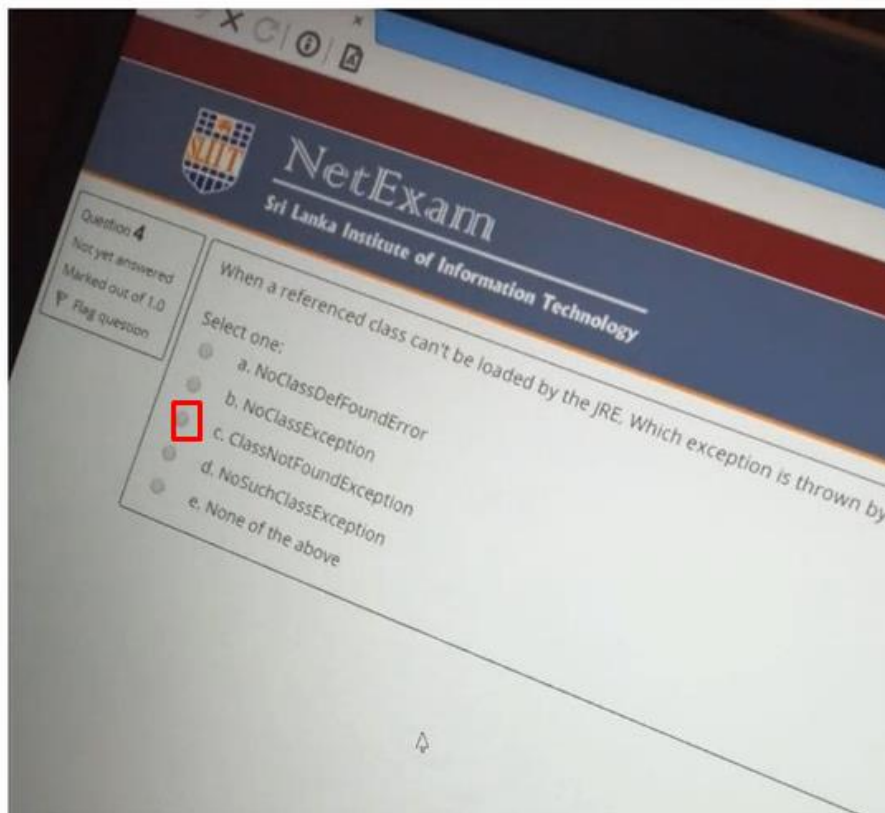 SLIIT
NetExam
Sri Lanka Institute of Information Technology
Question 4
Not yet answered
Marked out of 1.0
Flag question
When a referenced class can't be loaded by the JRE, Which exception is thrown by
Select one:
a. NoClassDefFoundError
b. NoClassException
c. ClassNotFoundException
d. NoSuchClassException
e. None of the above